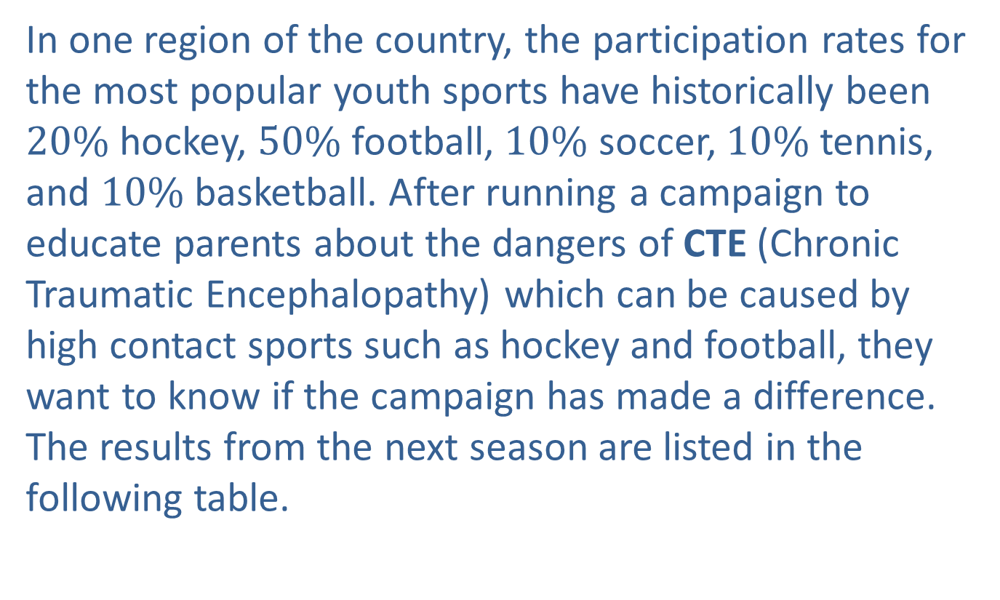 In one region of the country, the participation rates for
the most popular youth sports have historically been
20% hockey, 50% football, 10% soccer, 10% tennis,
and 10% basketball. After running a campaign to
educate parents about the dangers of CTE (Chronic
Traumatic Encephalopathy) which can be caused by
high contact sports such as hockey and football, they
want to know if the campaign has made a difference.
The results from the next season are listed in the
following table.